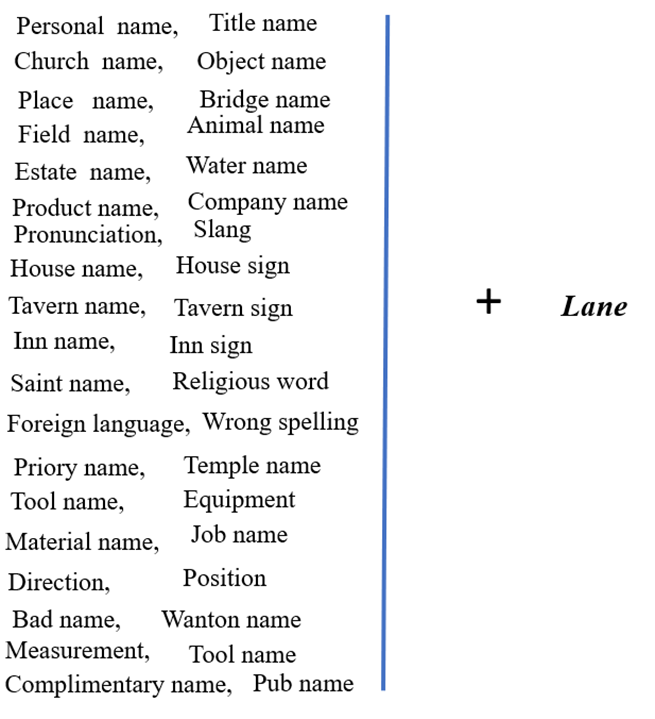 Personal name, Title name
Church name, Object name
Place name, Bridge name
Field name, Animal name
Estate name, Water name
Product name, Company name
Pronunciation, Slang
House name, House sign
Tavern name, Tavern sign
+ Lane
Inn name, Inn sign
Saint name, Religious word
Foreign language, Wrong spelling
Priory name, Temple name
Tool name, Equipment
Material name, Job name
Direction, Position
Bad name, Wanton name
Measurement, Tool name
Complimentary name, Pub name